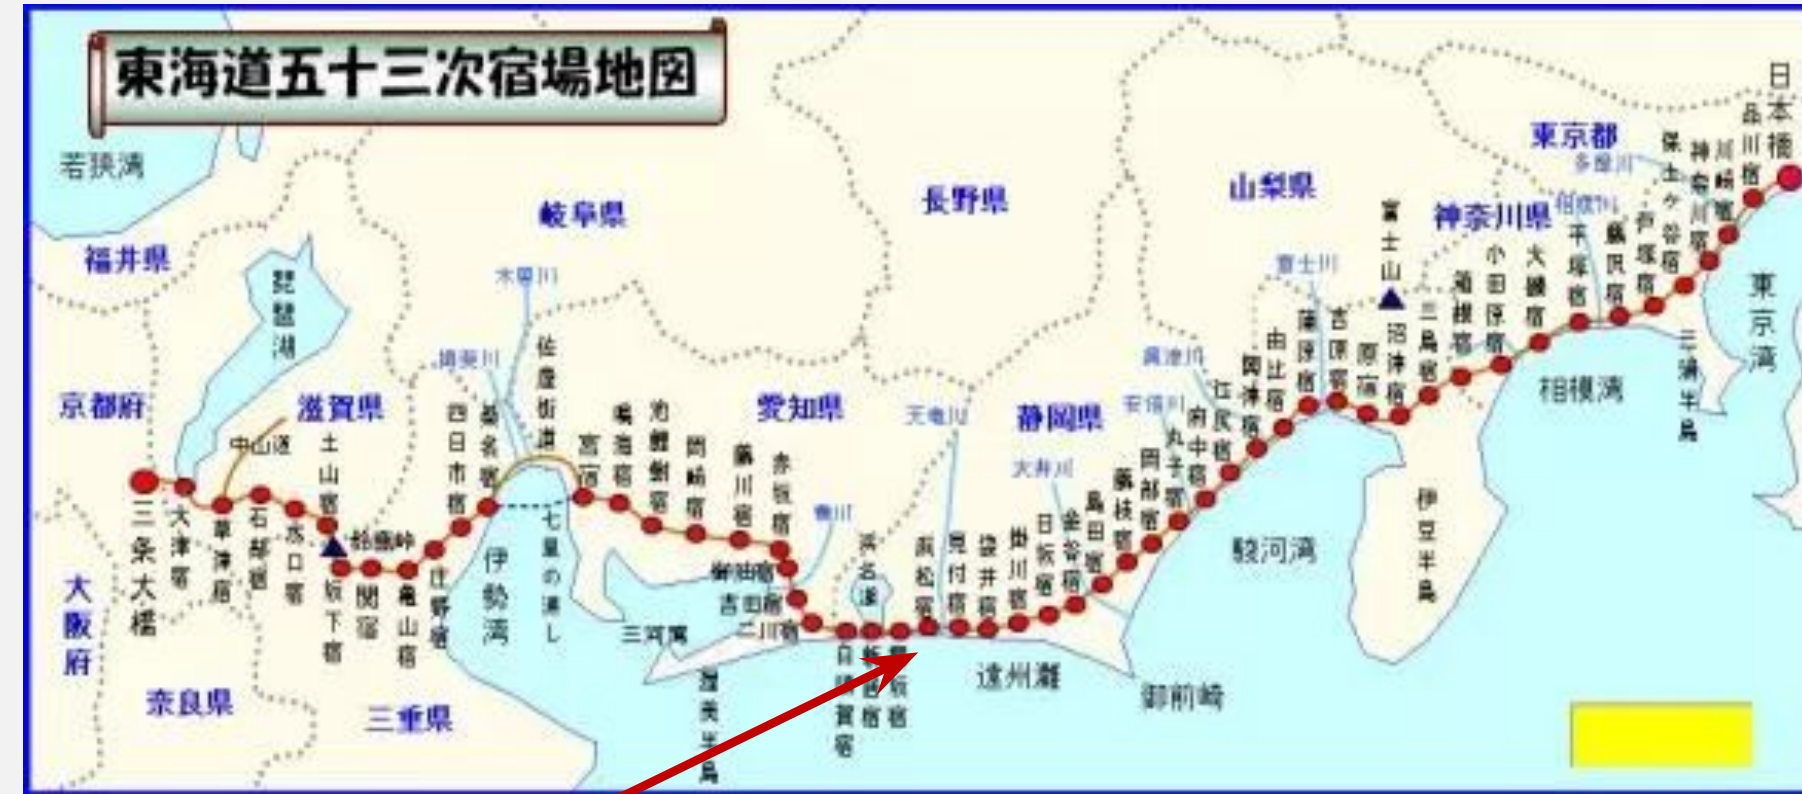 東海道五十三次宿場地図
若狭湾
福井県
琵琶湖
京都府
滋賀県
中山道
大阪府
奈良県
三重県
岐阜県
長野県
山梨県
東京都
神奈川県
愛知県
静岡県
木曽川
天竜川
大井川
安倍川
興津川
富士川
多摩川
富士山
日本橋
品川宿
川崎宿
神奈川宿
保土ヶ谷宿
戸塚宿
藤沢宿
平塚宿
大磯宿
小田原宿
箱根宿
三島宿
沼津宿
原宿
吉原宿
蒲原宿
由比宿
興津宿
江尻宿
府中宿
丸子宿
岡部宿
藤枝宿
島田宿
金谷宿
日坂宿
掛川宿
袋井宿
見付宿
浜松宿
浜名湖
二川宿
吉田宿
御油宿
赤坂宿
藤川宿
岡崎宿
池鯉鮒宿
鳴海宿
宮宿
佐屋街道
七里の渡し
桑名宿
四日市宿
庄野宿
亀山宿
関宿
坂下宿
鈴鹿峠
土山宿
水口宿
石部宿
草津宿
大津宿
三条大橋
伊勢湾
三河湾
渥美半島
遠州灘
御前崎
駿河湾
伊豆半島
相模湾
三浦半島
東京湾